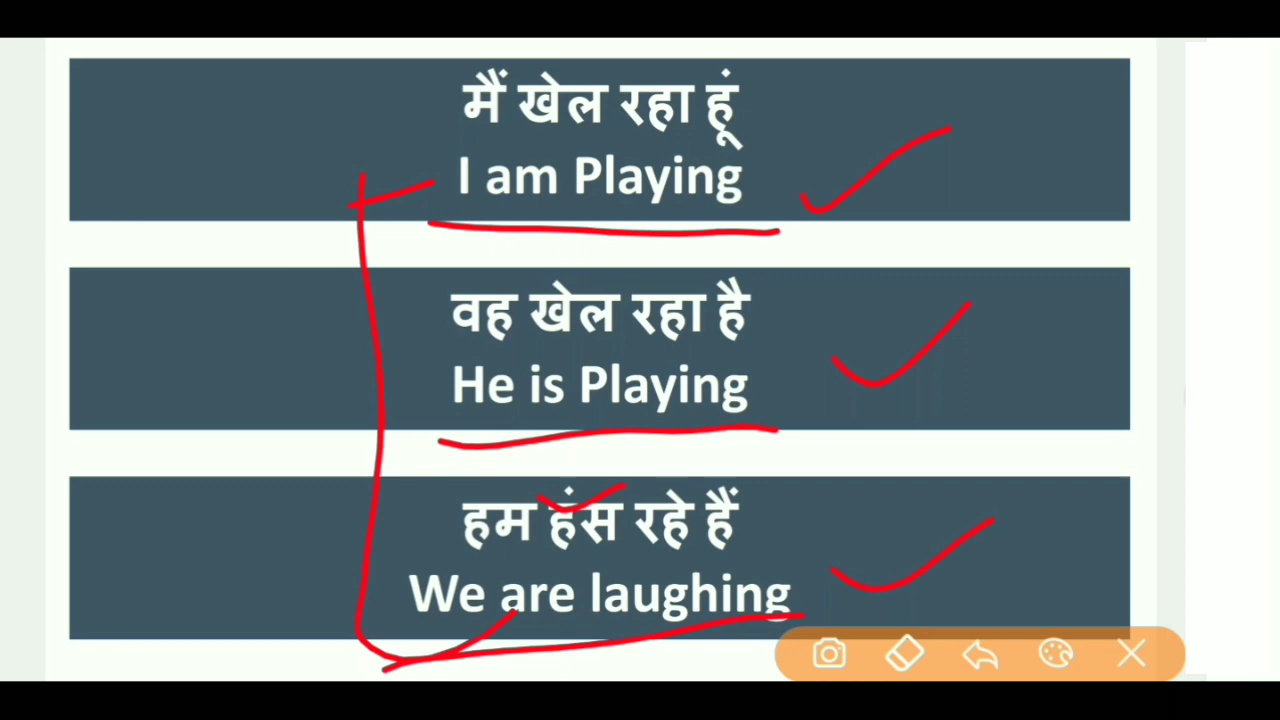 मैं खेल रहा हूं
I am Playing
वह खेल रहा है
He is Playing
हम हंस रहे हैं
We are laughing